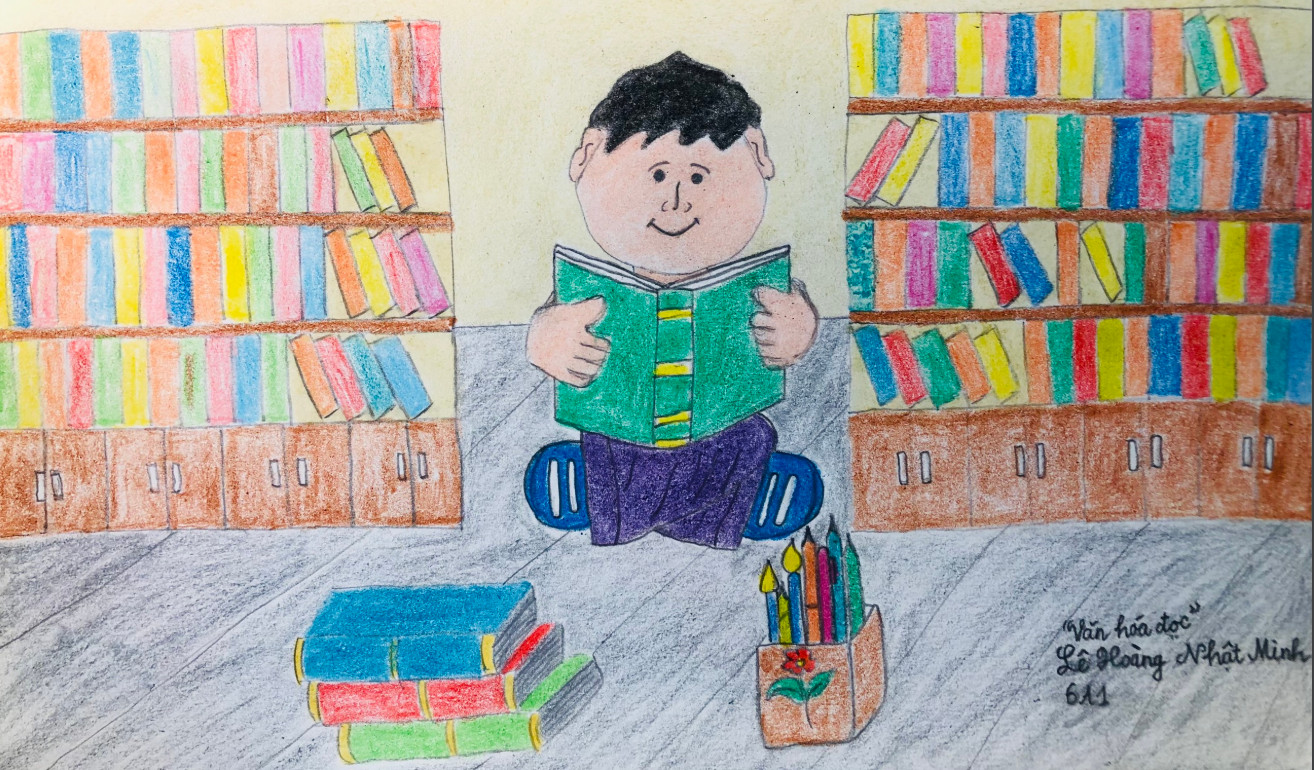 "Văn hóa đọc"
Lê Hoàng Nhật Minh
6A1